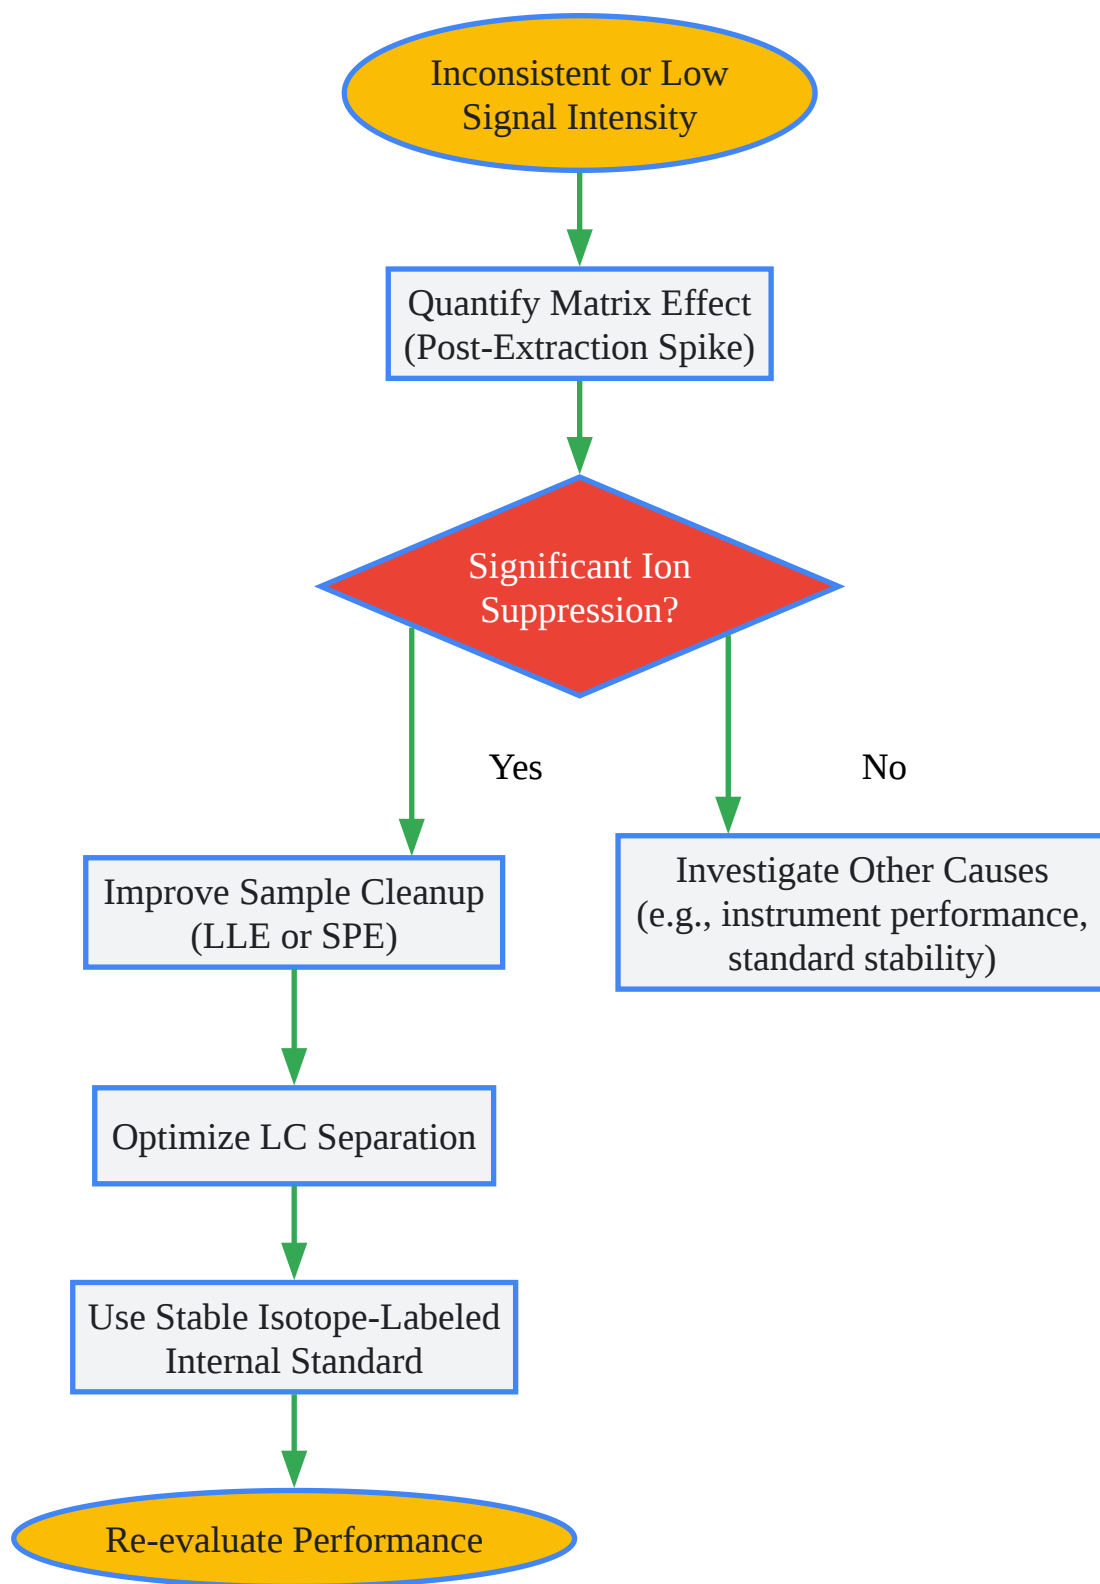 Inconsistent or Low
Signal Intensity
Quantify Matrix Effect
(Post-Extraction Spike)
Significant Ion
Suppression?
Yes
No
Improve Sample Cleanup
(LLE or SPE)
Investigate Other Causes
(e.g., instrument performance,
standard stability)
Optimize LC Separation
Use Stable Isotope-Labeled
Internal Standard
Re-evaluate Performance